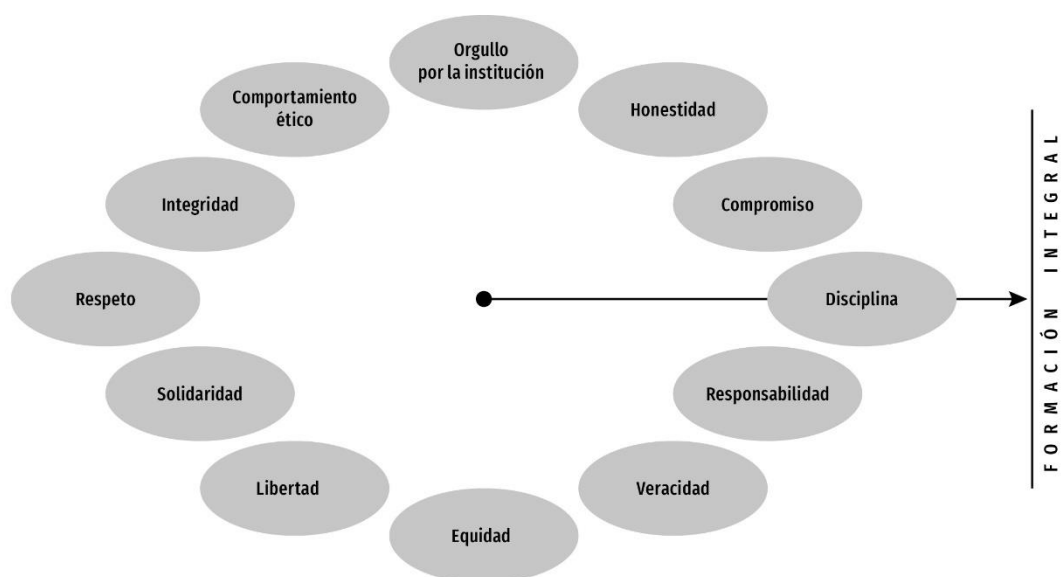 Orgullo
por la institución
Comportamiento
ético
Honestidad
Integridad
Compromiso
Respeto
Disciplina
Solidaridad
Responsabilidad
Libertad
Veracidad
Equidad
FORMACIÓN INTEGRAL